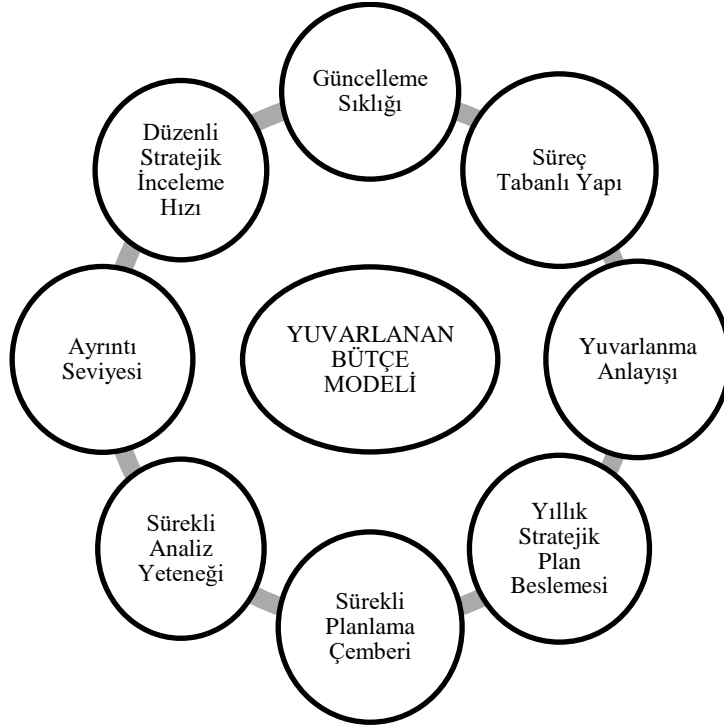 Güncelleme
Sıklığı
Süreç
Tabanlı Yapı
Yuvarlanma
Anlayışı
Yıllık
Stratejik
Plan
Beslemesi
Sürekli
Planlama
Çemberi
Sürekli
Analiz
Yeteneği
Ayrıntı
Seviyesi
Düzenli
Stratejik
İnceleme
Hızı
YUVARLANAN
BÜTÇE
MODELİ